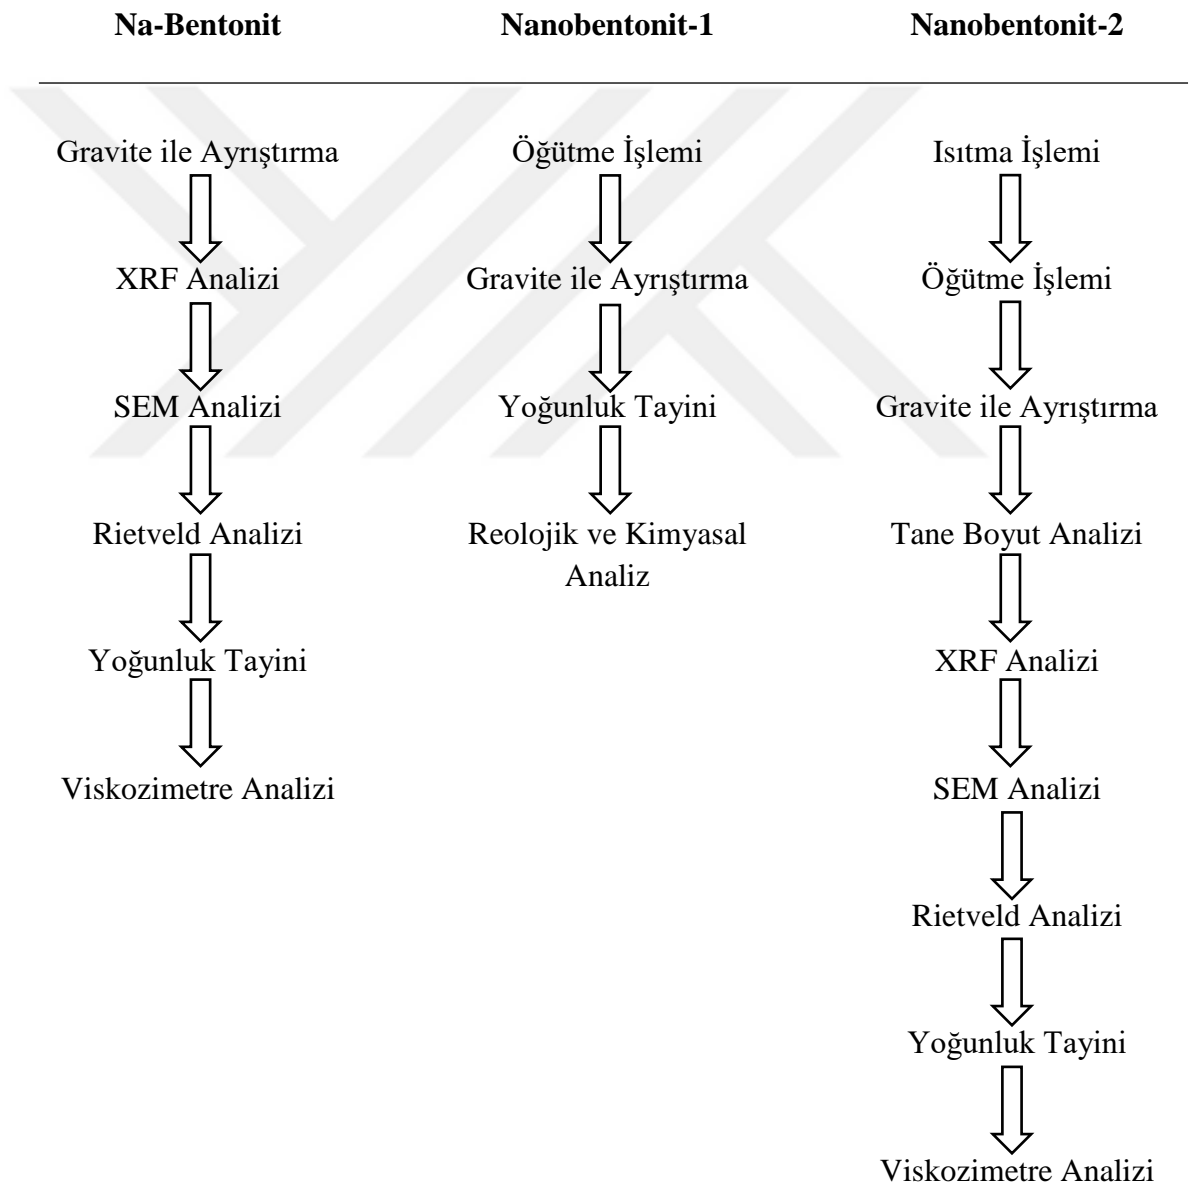 Na-Bentonit
Nanobentonit-1
Nanobentonit-2
Gravite ile Ayrıştırma
XRF Analizi
SEM Analizi
Rietveld Analizi
Yoğunluk Tayini
Viskozimetre Analizi
Öğütme İşlemi
Gravite ile Ayrıştırma
Yoğunluk Tayini
Reolojik ve Kimyasal
Analiz
Isıtma İşlemi
Öğütme İşlemi
Gravite ile Ayrıştırma
Tane Boyut Analizi
XRF Analizi
SEM Analizi
Rietveld Analizi
Yoğunluk Tayini
Viskozimetre Analizi